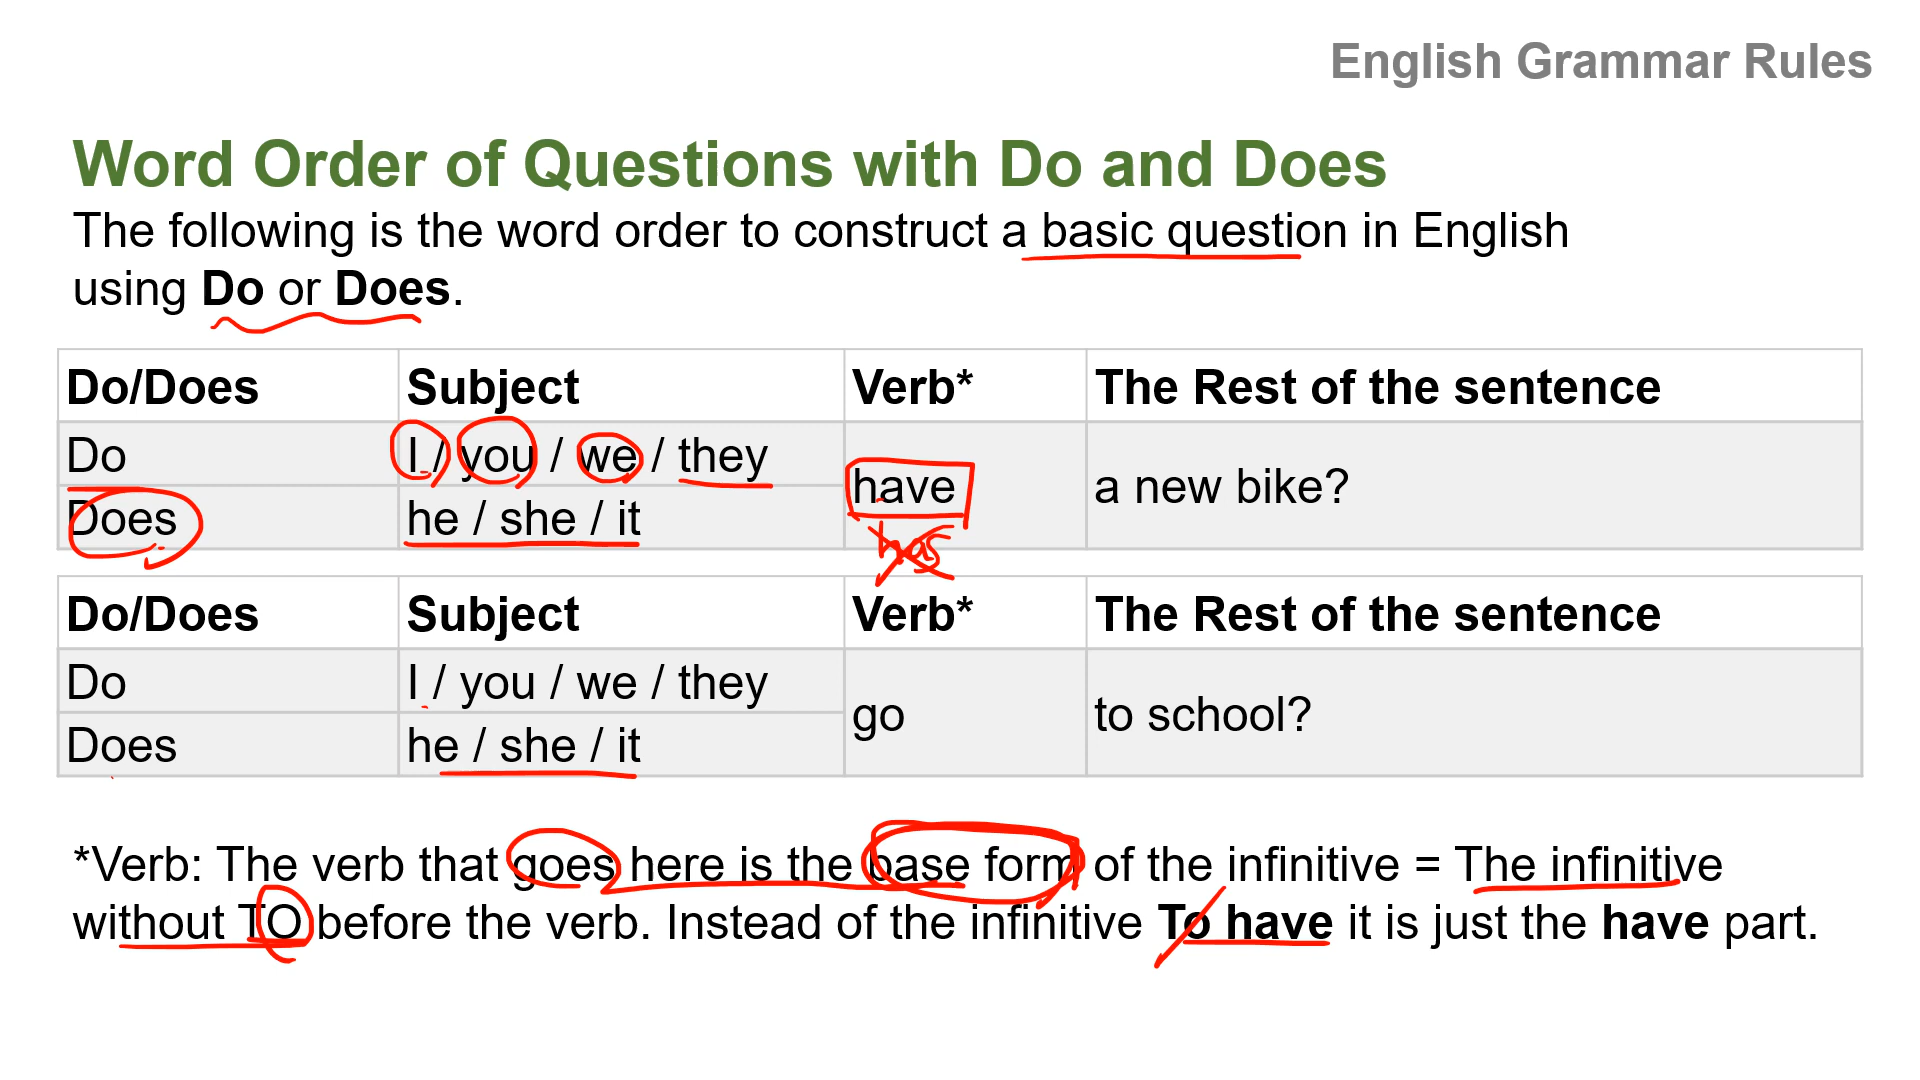 English Grammar Rules
Word Order of Questions with Do and Does
The following is the word order to construct a basic question in English
using Do or Does.
Do/Does Subject Verb* The Rest of the sentence
Do I / you / we / they
have a new bike?
Does he / she / it
has
Do/Does Subject Verb* The Rest of the sentence
Do I / you / we / they
go to school?
Does he / she / it
*Verb: The verb that goes here is the base form of the infinitive = The infinitive
without TO before the verb. Instead of the infinitive To have it is just the have part.